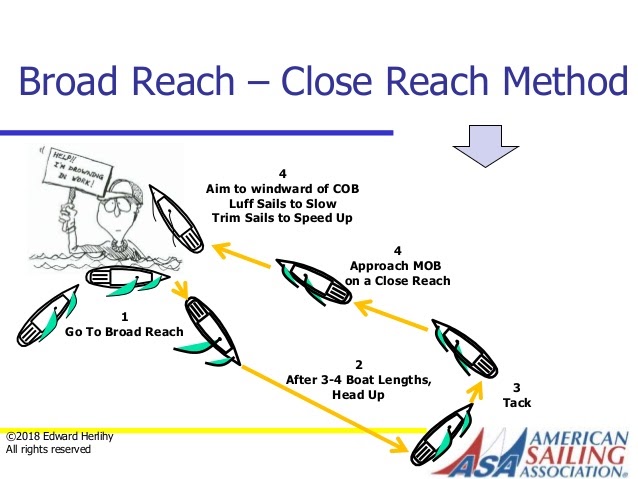 Broad Reach – Close Reach Method
HELP!!
I'M DROWNING
IN WORK!
4
Aim to windward of COB
Luff Sails to Slow
Trim Sails to Speed Up
4
Approach MOB
on a Close Reach
1
Go To Broad Reach
2
After 3-4 Boat Lengths,
Head Up
3
Tack
©2018 Edward Herlihy
All rights reserved
ASA
AMERICAN
SAILING
ASSOCIATION®